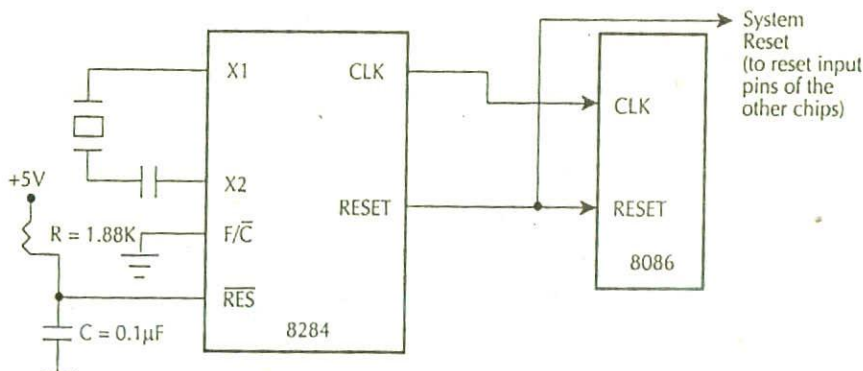 System
Reset
(to reset input
pins of the
other chips)
X1
CLK
CLK
+5V
X2
RESET
RESET
R = 1.88K
F/C̅
8086
R̅E̅S̅
C = 0.1µF
8284